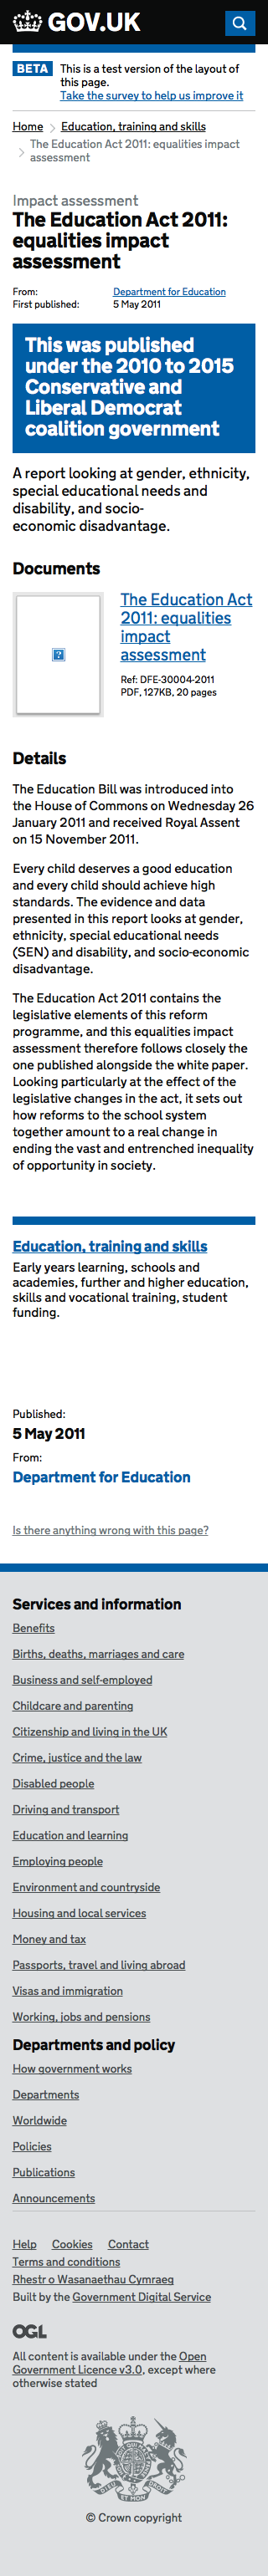 GOV.UK
BETA This is a test version of the layout of
this page.
Take the survey to help us improve it
Home Education, training and skills
The Education Act 2011: equalities impact
assessment
Impact assessment
The Education Act 2011:
equalities impact
assessment
From: Department for Education
First published: 5 May 2011
This was published
under the 2010 to 2015
Conservative and
Liberal Democrat
coalition government
A report looking at gender, ethnicity,
special educational needs and
disability, and socio-
economic disadvantage.
Documents
The Education Act
2011: equalities
impact
assessment
Ref: DFE-30004-2011
PDF, 127KB, 20 pages
Details
The Education Bill was introduced into
the House of Commons on Wednesday 26
January 2011 and received Royal Assent
on 15 November 2011.
Every child deserves a good education
and every child should achieve high
standards. The evidence and data
presented in this report looks at gender,
ethnicity, special educational needs
(SEN) and disability, and socio-economic
disadvantage.
The Education Act 2011 contains the
legislative elements of this reform
programme, and this equalities impact
assessment therefore follows closely the
one published alongside the white paper.
Looking particularly at the effect of the
legislative changes in the act, it sets out
how reforms to the school system
together amount to a real change in
ending the vast and entrenched inequality
of opportunity in society.
Education, training and skills
Early years learning, schools and
academies, further and higher education,
skills and vocational training, student
funding.
Published:
5 May 2011
From:
Department for Education
Is there anything wrong with this page?
Services and information
Benefits
Births, deaths, marriages and care
Business and self-employed
Childcare and parenting
Citizenship and living in the UK
Crime, justice and the law
Disabled people
Driving and transport
Education and learning
Employing people
Environment and countryside
Housing and local services
Money and tax
Passports, travel and living abroad
Visas and immigration
Working, jobs and pensions
Departments and policy
How government works
Departments
Worldwide
Policies
Publications
Announcements
Help Cookies Contact
Terms and conditions
Rhestr o Wasanaethau Cymraeg
Built by the Government Digital Service
OGL
All content is available under the Open
Government Licence v3.0, except where
otherwise stated
© Crown copyright